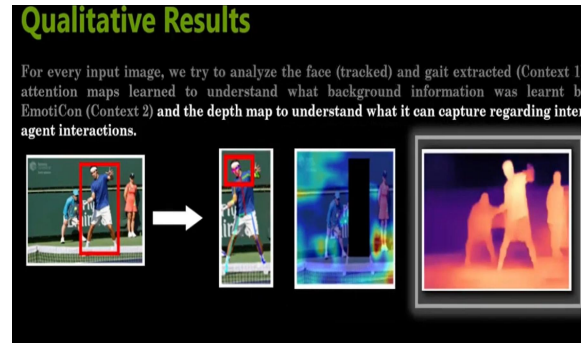 Qualitative Results
For every input image, we try to analyze the face (tracked) and gait extracted (Context 1
attention maps learned to understand what background information was learnt b
EmotiCon (Context 2) and the depth map to understand what it can capture regarding inter
agent interactions.